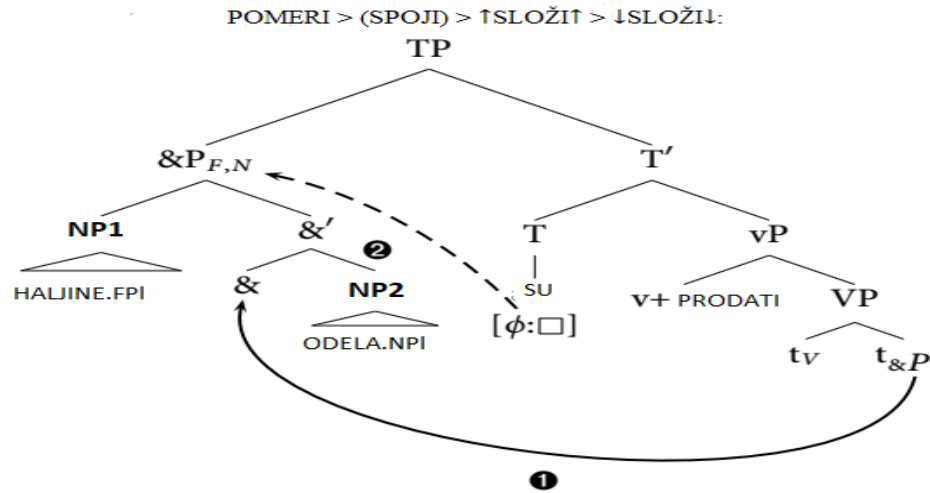 POMERI > (SPOJI) > ↑SLOŽI↑ > ↓SLOŽI↓:
TP
&P_{F,N} T′
NP1 &′ T vP
❷
HALJINE.FPl & NP2 SU v+ PRODATI VP
ODELA.NPl [ϕ:□] t_V t_{&P}
❶